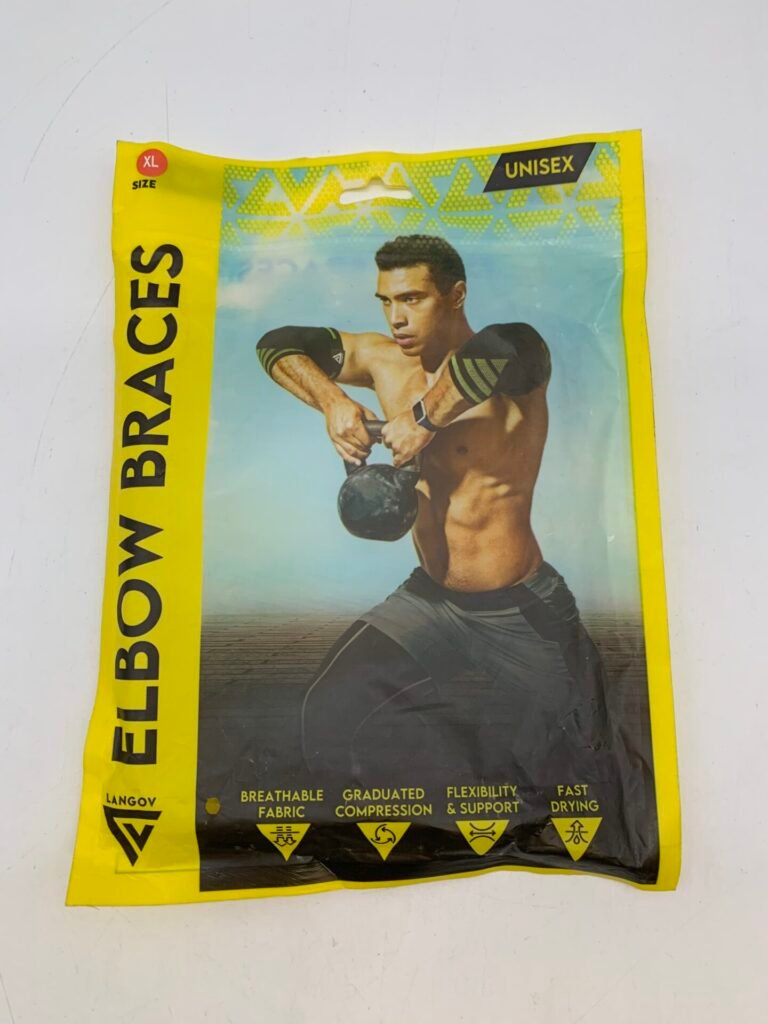 XL
SIZE
UNISEX
ELBOW BRACES
LANGOV
BREATHABLE
FABRIC
GRADUATED
COMPRESSION
FLEXIBILITY
& SUPPORT
FAST
DRYING